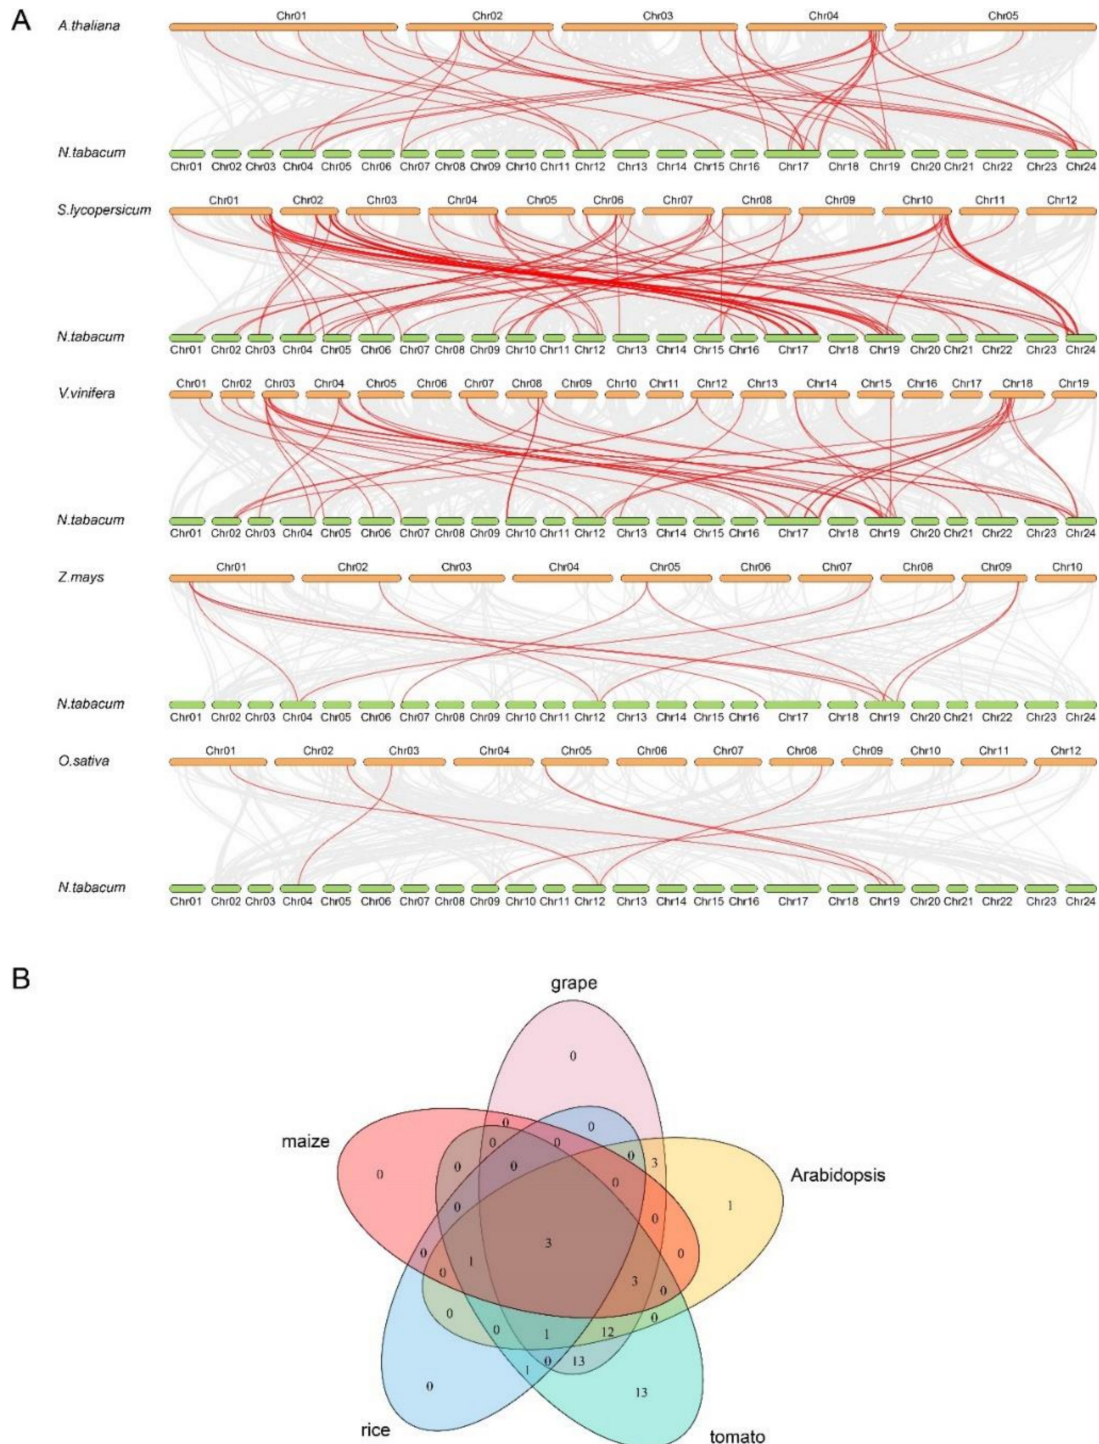 A
Chr01 Chr02 Chr03 Chr04 Chr05
A.thaliana
N.tabacum
Chr01 Chr02 Chr03 Chr04 Chr05 Chr06 Chr07 Chr08 Chr09 Chr10 Chr11 Chr12 Chr13 Chr14 Chr15 Chr16 Chr17 Chr18 Chr19 Chr20 Chr21 Chr22 Chr23 Chr24
Chr01 Chr02 Chr03 Chr04 Chr05 Chr06 Chr07 Chr08 Chr09 Chr10 Chr11 Chr12
S.lycopersicum
N.tabacum
Chr01 Chr02 Chr03 Chr04 Chr05 Chr06 Chr07 Chr08 Chr09 Chr10 Chr11 Chr12 Chr13 Chr14 Chr15 Chr16 Chr17 Chr18 Chr19 Chr20 Chr21 Chr22 Chr23 Chr24
Chr01 Chr02 Chr03 Chr04 Chr05 Chr06 Chr07 Chr08 Chr09 Chr10 Chr11 Chr12 Chr13 Chr14 Chr15 Chr16 Chr17 Chr18 Chr19
V.vinifera
N.tabacum
Chr01 Chr02 Chr03 Chr04 Chr05 Chr06 Chr07 Chr08 Chr09 Chr10 Chr11 Chr12 Chr13 Chr14 Chr15 Chr16 Chr17 Chr18 Chr19 Chr20 Chr21 Chr22 Chr23 Chr24
Chr01 Chr02 Chr03 Chr04 Chr05 Chr06 Chr07 Chr08 Chr09 Chr10
Z.mays
N.tabacum
Chr01 Chr02 Chr03 Chr04 Chr05 Chr06 Chr07 Chr08 Chr09 Chr10 Chr11 Chr12 Chr13 Chr14 Chr15 Chr16 Chr17 Chr18 Chr19 Chr20 Chr21 Chr22 Chr23 Chr24
Chr01 Chr02 Chr03 Chr04 Chr05 Chr06 Chr07 Chr08 Chr09 Chr10 Chr11 Chr12
O.sativa
N.tabacum
Chr01 Chr02 Chr03 Chr04 Chr05 Chr06 Chr07 Chr08 Chr09 Chr10 Chr11 Chr12 Chr13 Chr14 Chr15 Chr16 Chr17 Chr18 Chr19 Chr20 Chr21 Chr22 Chr23 Chr24
B
grape
0
0 0
maize 0 0 0 3
0 0 0 0 Arabidopsis
0 1
0 0
0 3 0
0 1 3
0 0
0 0 1 12 0
1 0 13
0 13
rice tomato